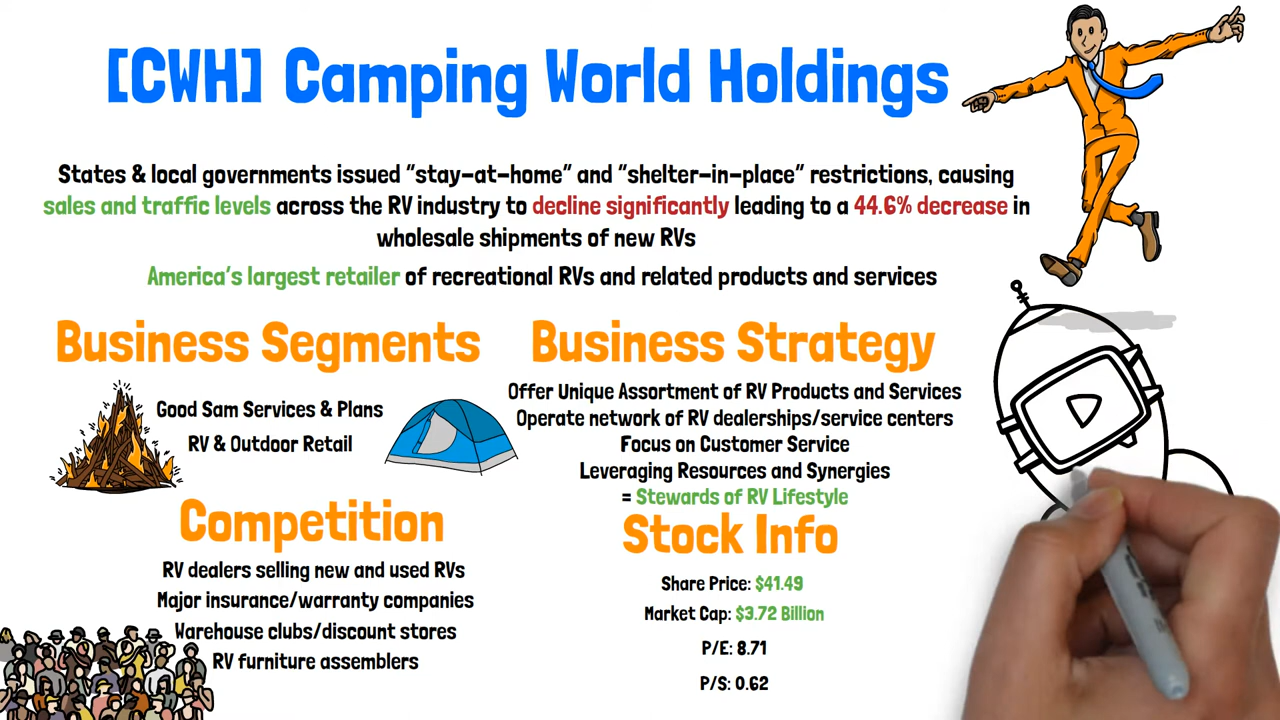 [CWH] Camping World Holdings
States & local governments issued “stay-at-home” and “shelter-in-place” restrictions, causing
sales and traffic levels across the RV industry to decline significantly leading to a 44.6% decrease in
wholesale shipments of new RVs
America's largest retailer of recreational RVs and related products and services
Business Segments
Good Sam Services & Plans
RV & Outdoor Retail
Business Strategy
Offer Unique Assortment of RV Products and Services
Operate network of RV dealerships/service centers
Focus on Customer Service
Leveraging Resources and Synergies
= Stewards of RV Lifestyle
Competition
RV dealers selling new and used RVs
Major insurance/warranty companies
Warehouse clubs/discount stores
RV furniture assemblers
Stock Info
Share Price: $41.49
Market Cap: $3.72 Billion
P/E: 8.71
P/S: 0.62